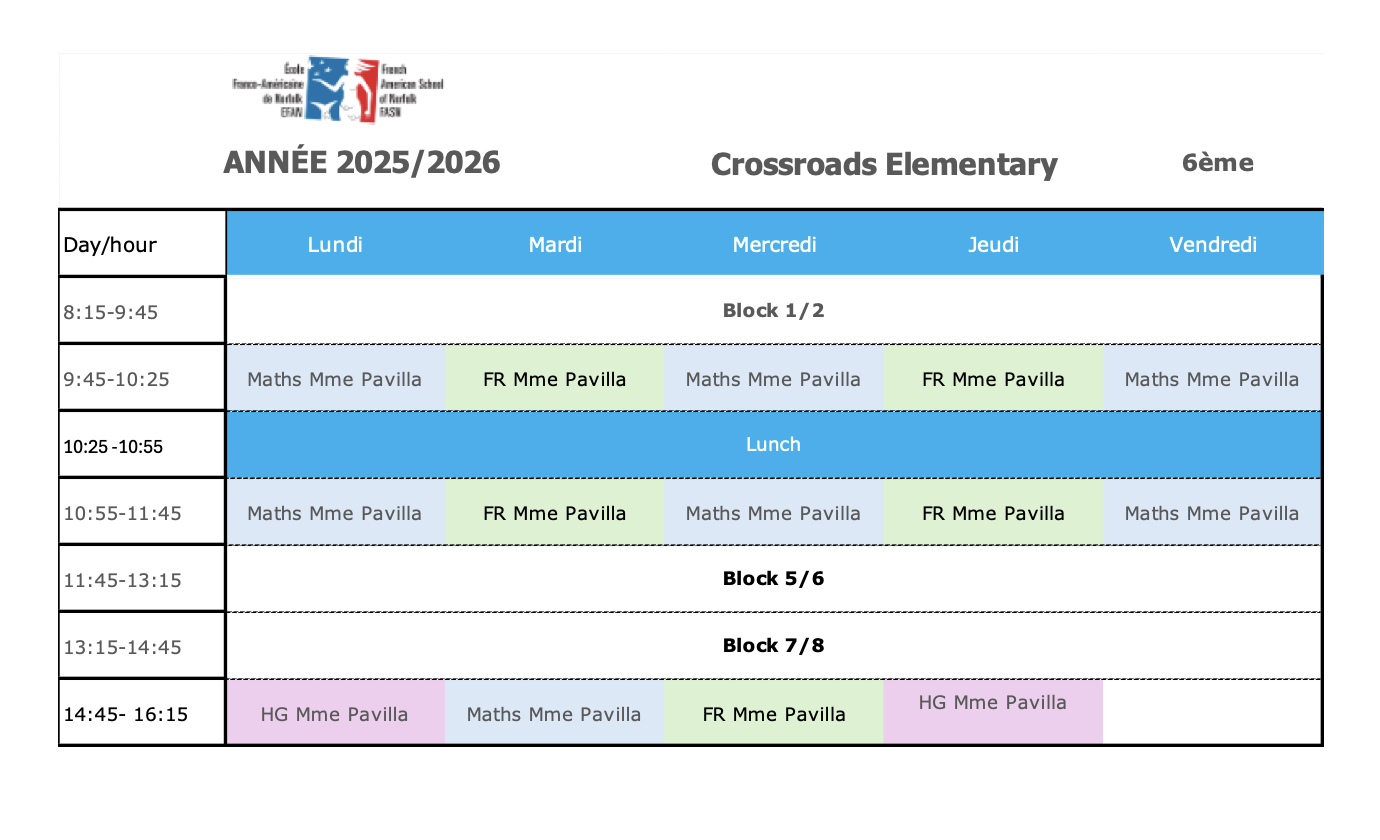 École
Franco-Américaine
de Norfolk
EFAN
French
American School
of Norfolk
FASN
ANNÉE 2025/2026
Crossroads Elementary
6ème
Day/hour Lundi Mardi Mercredi Jeudi Vendredi
8:15-9:45 Block 1/2
9:45-10:25 Maths Mme Pavilla FR Mme Pavilla Maths Mme Pavilla FR Mme Pavilla Maths Mme Pavilla
10:25 -10:55 Lunch
10:55-11:45 Maths Mme Pavilla FR Mme Pavilla Maths Mme Pavilla FR Mme Pavilla Maths Mme Pavilla
11:45-13:15 Block 5/6
13:15-14:45 Block 7/8
14:45- 16:15 HG Mme Pavilla Maths Mme Pavilla FR Mme Pavilla HG Mme Pavilla